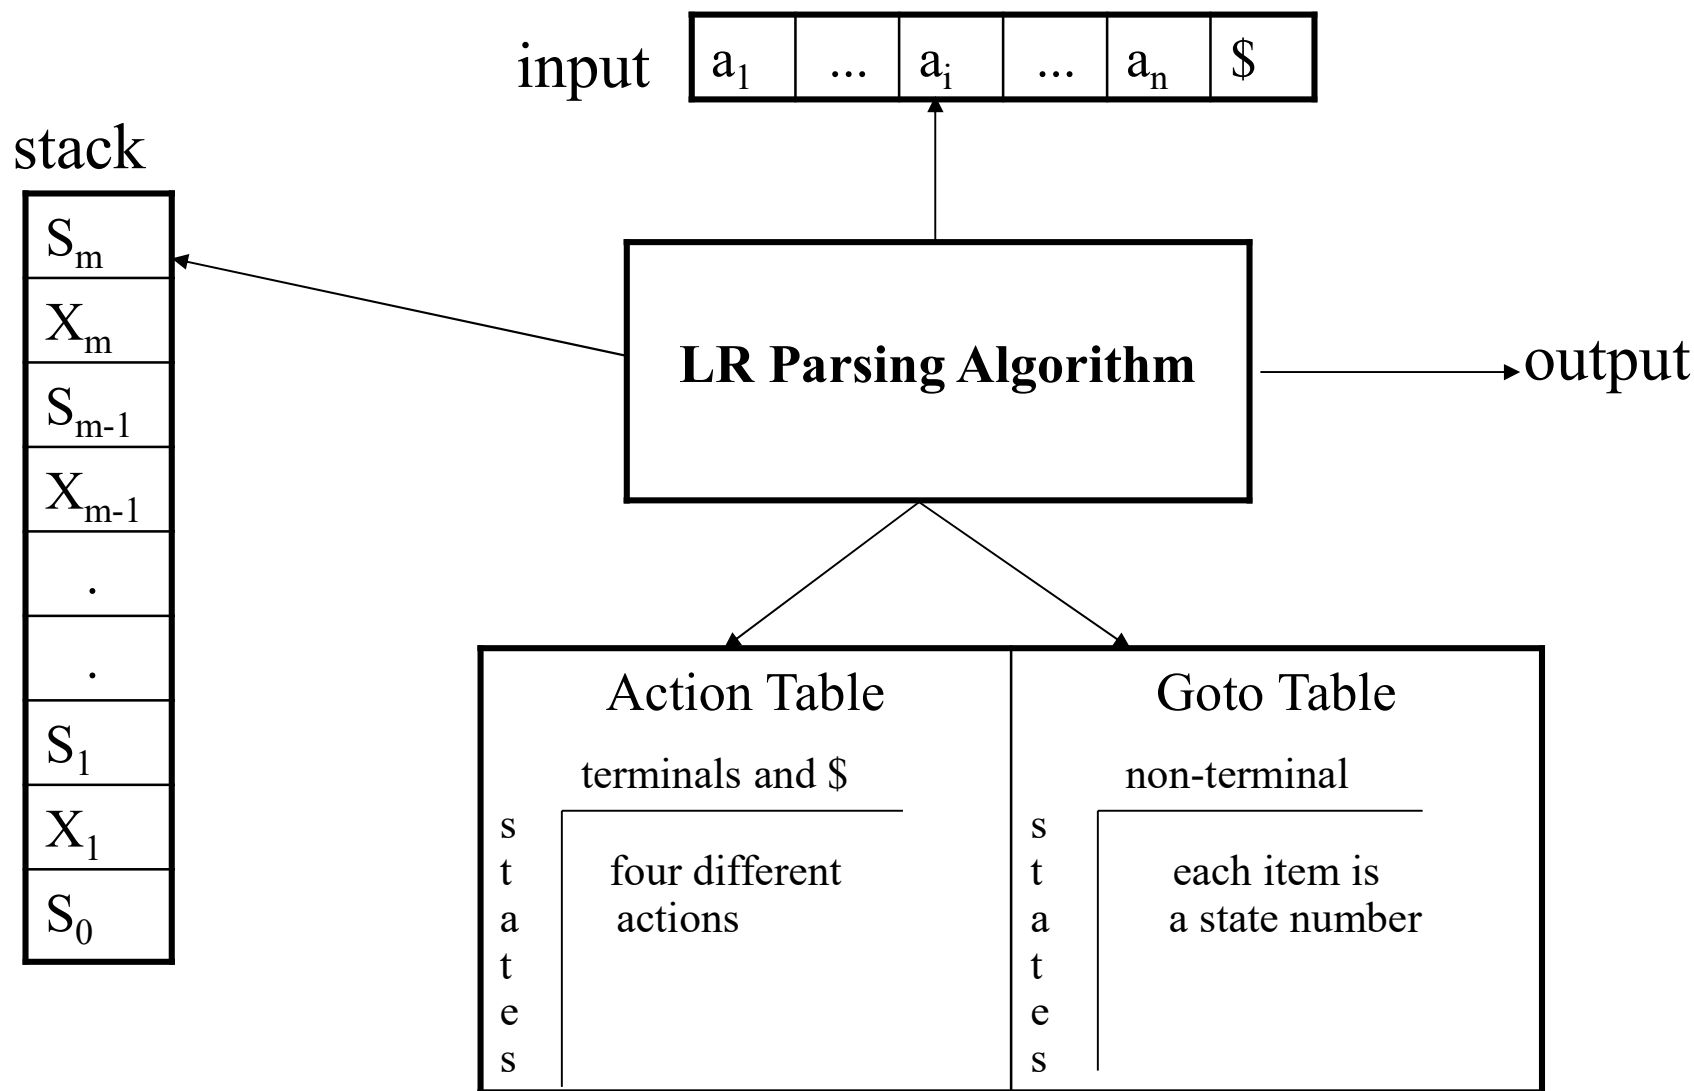 input
a1 ... ai ... an $
stack
Sm
Xm
Sm-1
Xm-1
.
.
S1
X1
S0
LR Parsing Algorithm
output
Action Table
terminals and $
s
t
a
t
e
s
four different
actions
Goto Table
non-terminal
s
t
a
t
e
s
each item is
a state number